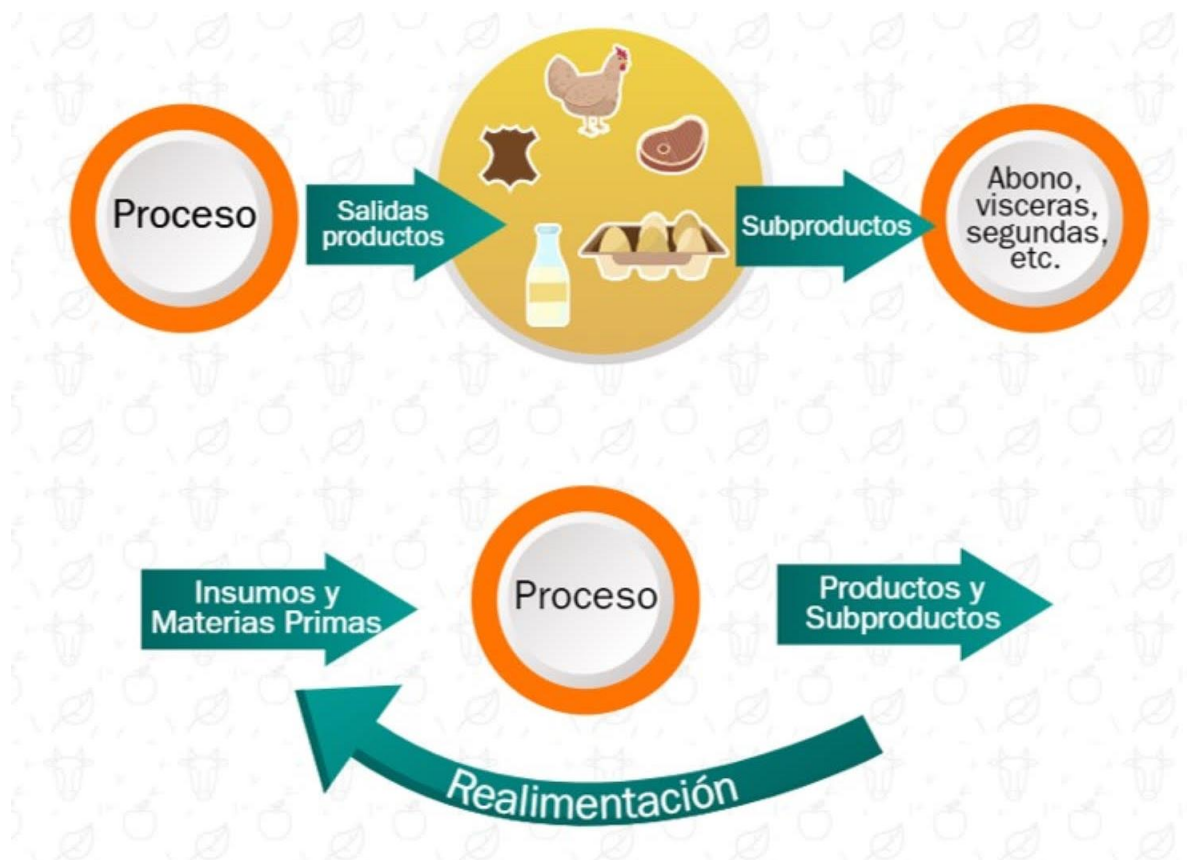 Proceso
Salidas
productos
Subproductos
Abono,
visceras,
segundas,
etc.
Insumos y
Materias Primas
Proceso
Productos y
Subproductos
Realimentación